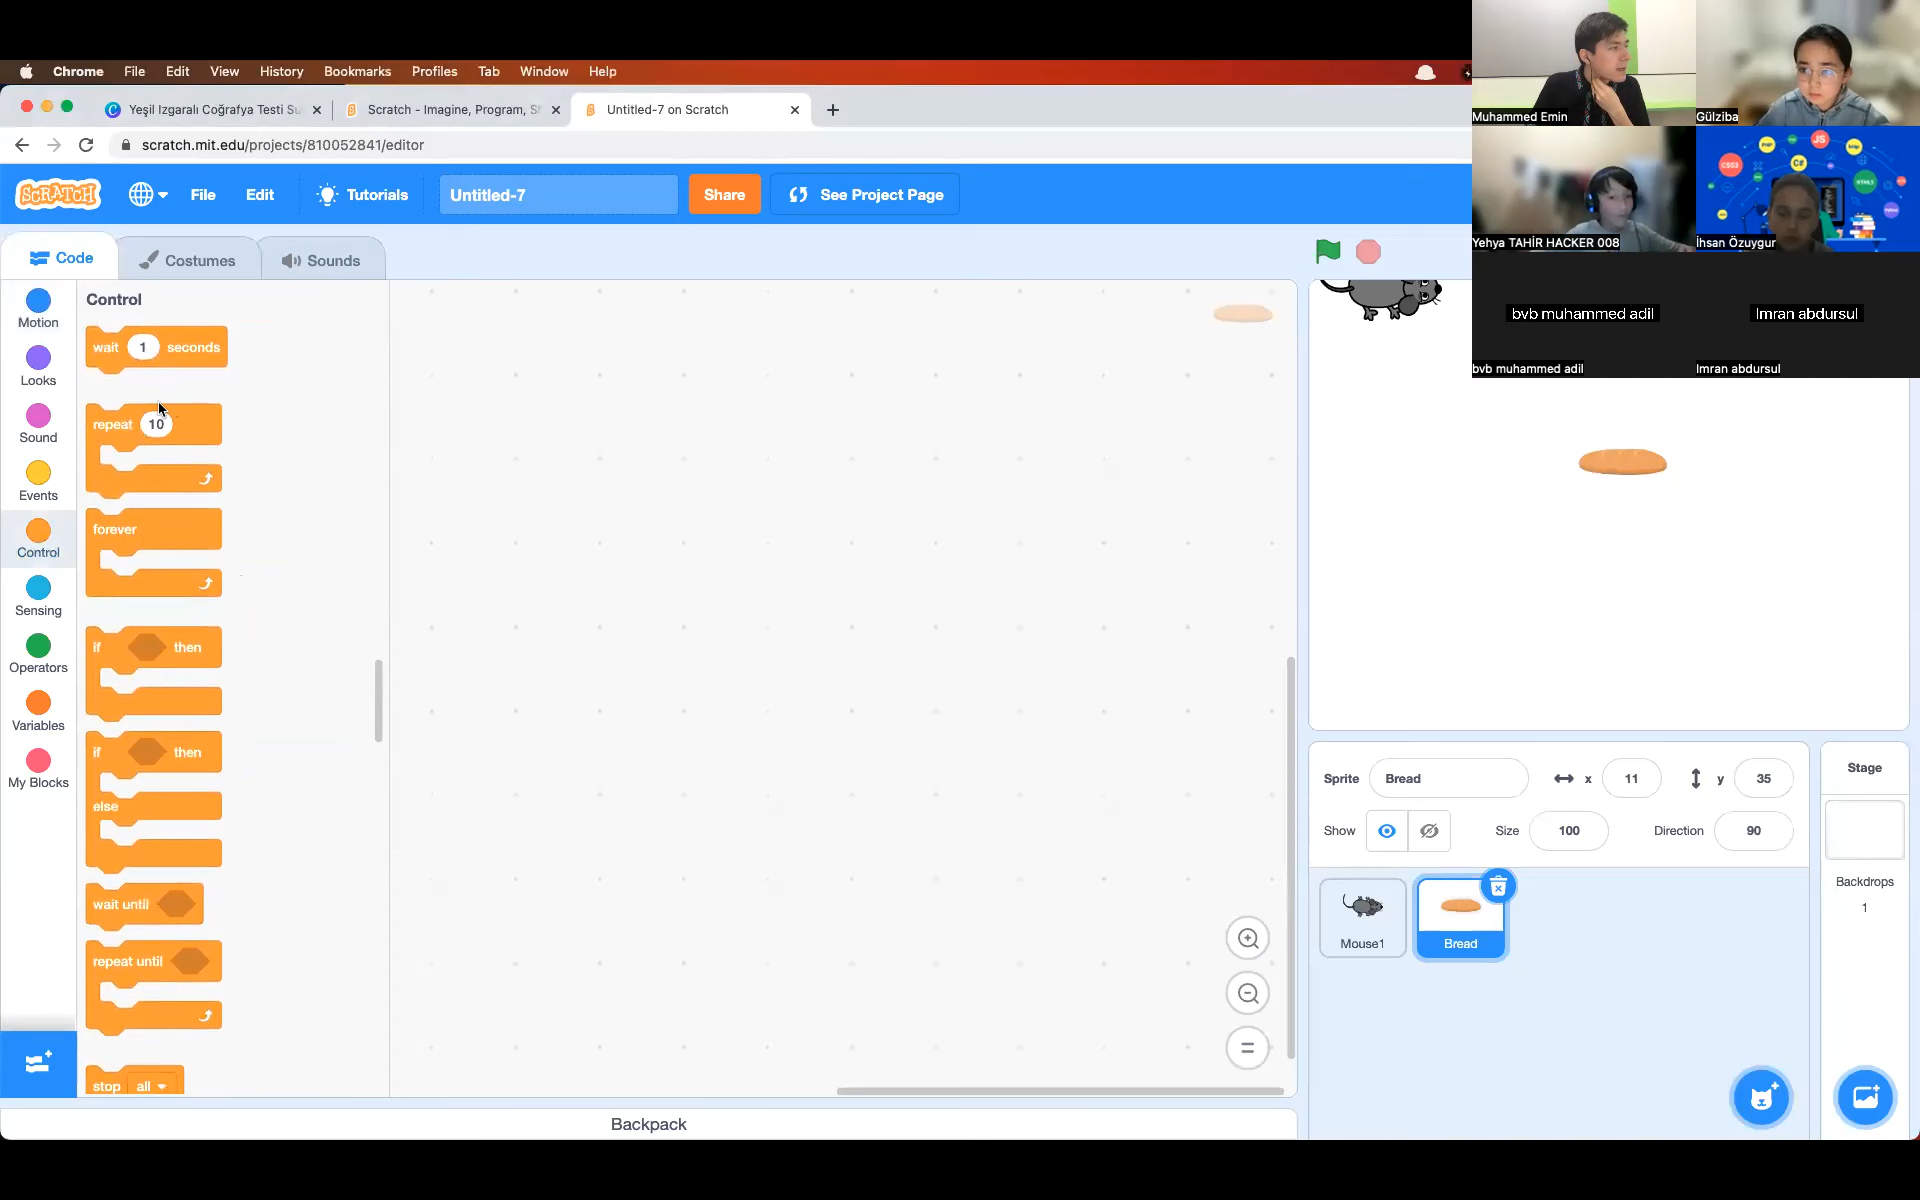 Chrome File Edit View History Bookmarks Profiles Tab Window Help
Yeşil Izgaralı Coğrafya Testi Su
Scratch - Imagine, Program, S
Untitled-7 on Scratch
scratch.mit.edu/projects/810052841/editor
SCRATCH
File
Edit
Tutorials
Untitled-7
Share
See Project Page
Code
Costumes
Sounds
Motion
Looks
Sound
Events
Control
Sensing
Operators
Variables
My Blocks
Control
wait 1 seconds
repeat 10
forever
if then
if then
else
wait until
repeat until
stop all
Backpack
Muhammed Emin
Gülziba
Yehya TAHİR HACKER 008
İhsan Özuygur
bvb muhammed adil
Imran abdursul
bvb muhammed adil
Imran abdursul
Sprite Bread x 11 y 35
Show Size 100 Direction 90
Mouse1
Bread
Stage
Backdrops
1